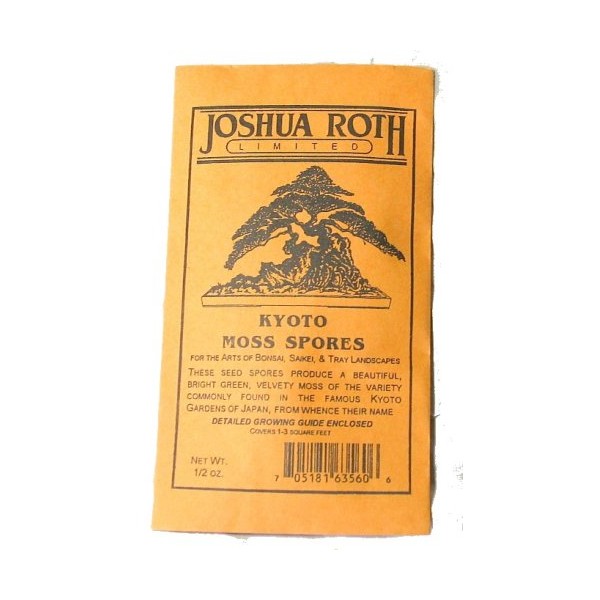 JOSHUA ROTH
LIMITED
KYOTO
MOSS SPORES
FOR THE ARTS OF BONSAI, SAIKEI, & TRAY LANDSCAPES
THESE SEED SPORES PRODUCE A BEAUTIFUL,
BRIGHT GREEN, VELVETY MOSS OF THE VARIETY
COMMONLY FOUND IN THE FAMOUS KYOTO
GARDENS OF JAPAN, FROM WHENCE THEIR NAME
DETAILED GROWING GUIDE ENCLOSED
COVERS 1-3 SQUARE FEET
NET WT.
1/2 OZ.
7 05181 63560 6